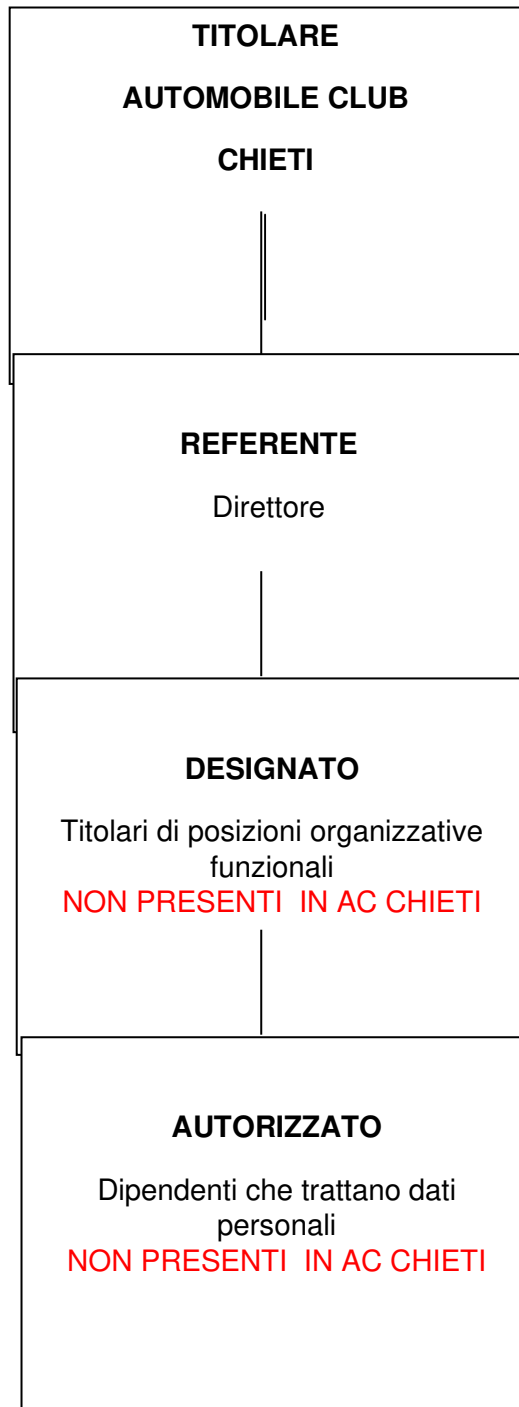 TITOLARE
AUTOMOBILE CLUB
CHIETI
REFERENTE
Direttore
DESIGNATO
Titolari di posizioni organizzative
funzionali
NON PRESENTI  IN AC CHIETI
AUTORIZZATO
Dipendenti che trattano dati
personali
NON PRESENTI  IN AC CHIETI